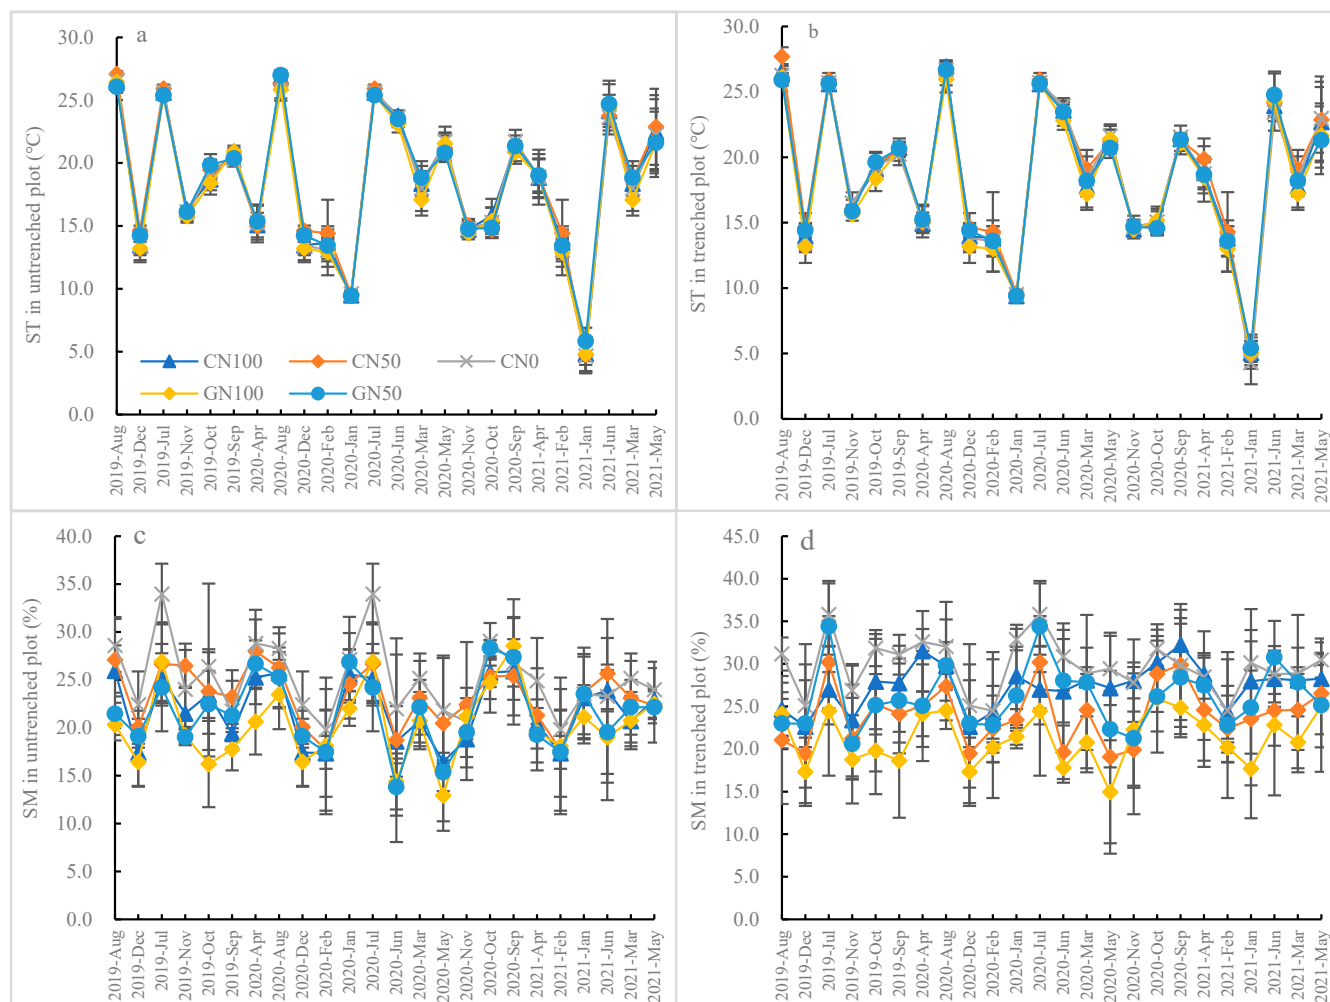 a
ST in untrenched plot (°C)
30.0
25.0
20.0
15.0
10.0
5.0
0.0
CN100 CN50 CN0
GN100 GN50
2019-Aug
2019-Dec
2019-Jul
2019-Nov
2019-Oct
2019-Sep
2020-Apr
2020-Aug
2020-Dec
2020-Feb
2020-Jan
2020-Jul
2020-Jun
2020-Mar
2020-May
2020-Nov
2020-Oct
2020-Sep
2021-Apr
2021-Feb
2021-Jan
2021-Jun
2021-Mar
2021-May
b
ST in trenched plot (°C)
30.0
25.0
20.0
15.0
10.0
5.0
0.0
2019-Aug
2019-Dec
2019-Jul
2019-Nov
2019-Oct
2019-Sep
2020-Apr
2020-Aug
2020-Dec
2020-Feb
2020-Jan
2020-Jul
2020-Jun
2020-Mar
2020-May
2020-Nov
2020-Oct
2020-Sep
2021-Apr
2021-Feb
2021-Jan
2021-Jun
2021-Mar
2021-May
c
SM in untrenched plot (%)
40.0
35.0
30.0
25.0
20.0
15.0
10.0
5.0
0.0
2019-Aug
2019-Dec
2019-Jul
2019-Nov
2019-Oct
2019-Sep
2020-Apr
2020-Aug
2020-Dec
2020-Feb
2020-Jan
2020-Jul
2020-Jun
2020-Mar
2020-May
2020-Nov
2020-Oct
2020-Sep
2021-Apr
2021-Feb
2021-Jan
2021-Jun
2021-Mar
2021-May
d
SM in trenched plot (%)
45.0
40.0
35.0
30.0
25.0
20.0
15.0
10.0
5.0
0.0
2019-Aug
2019-Dec
2019-Jul
2019-Nov
2019-Oct
2019-Sep
2020-Apr
2020-Aug
2020-Dec
2020-Feb
2020-Jan
2020-Jul
2020-Jun
2020-Mar
2020-May
2020-Nov
2020-Oct
2020-Sep
2021-Apr
2021-Feb
2021-Jan
2021-Jun
2021-Mar
2021-May